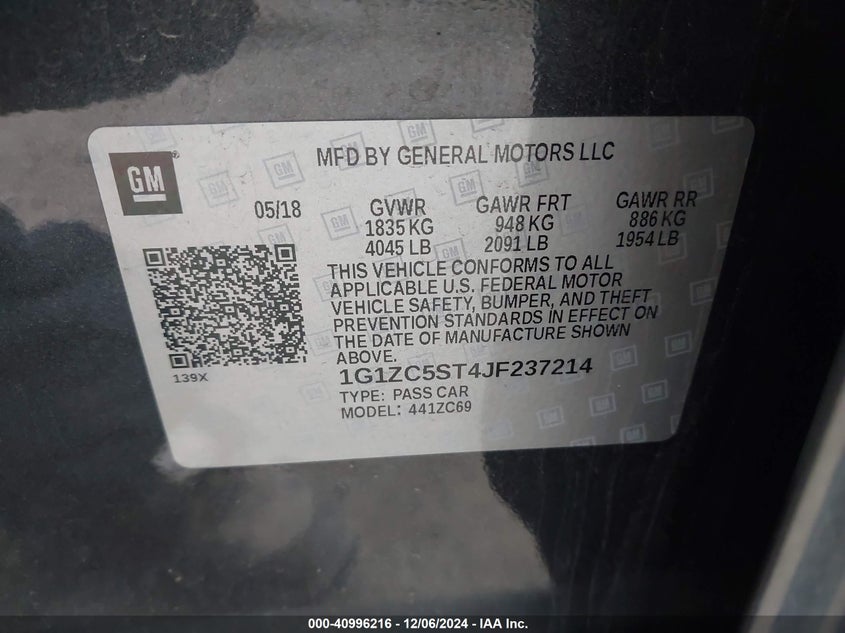 GM
MFD BY GENERAL MOTORS LLC
05/18
GVWR
1835 KG
4045 LB
GAWR FRT
948 KG
2091 LB
GAWR RR
886 KG
1954 LB
THIS VEHICLE CONFORMS TO ALL
APPLICABLE U.S. FEDERAL MOTOR
VEHICLE SAFETY, BUMPER, AND THEFT
PREVENTION STANDARDS IN EFFECT ON
THE DATE OF MANUFACTURE SHOWN
ABOVE.
139X
1G1ZC5ST4JF237214
TYPE: PASS CAR
MODEL: 441ZC69
000-40996216 - 12/06/2024 - IAA Inc.